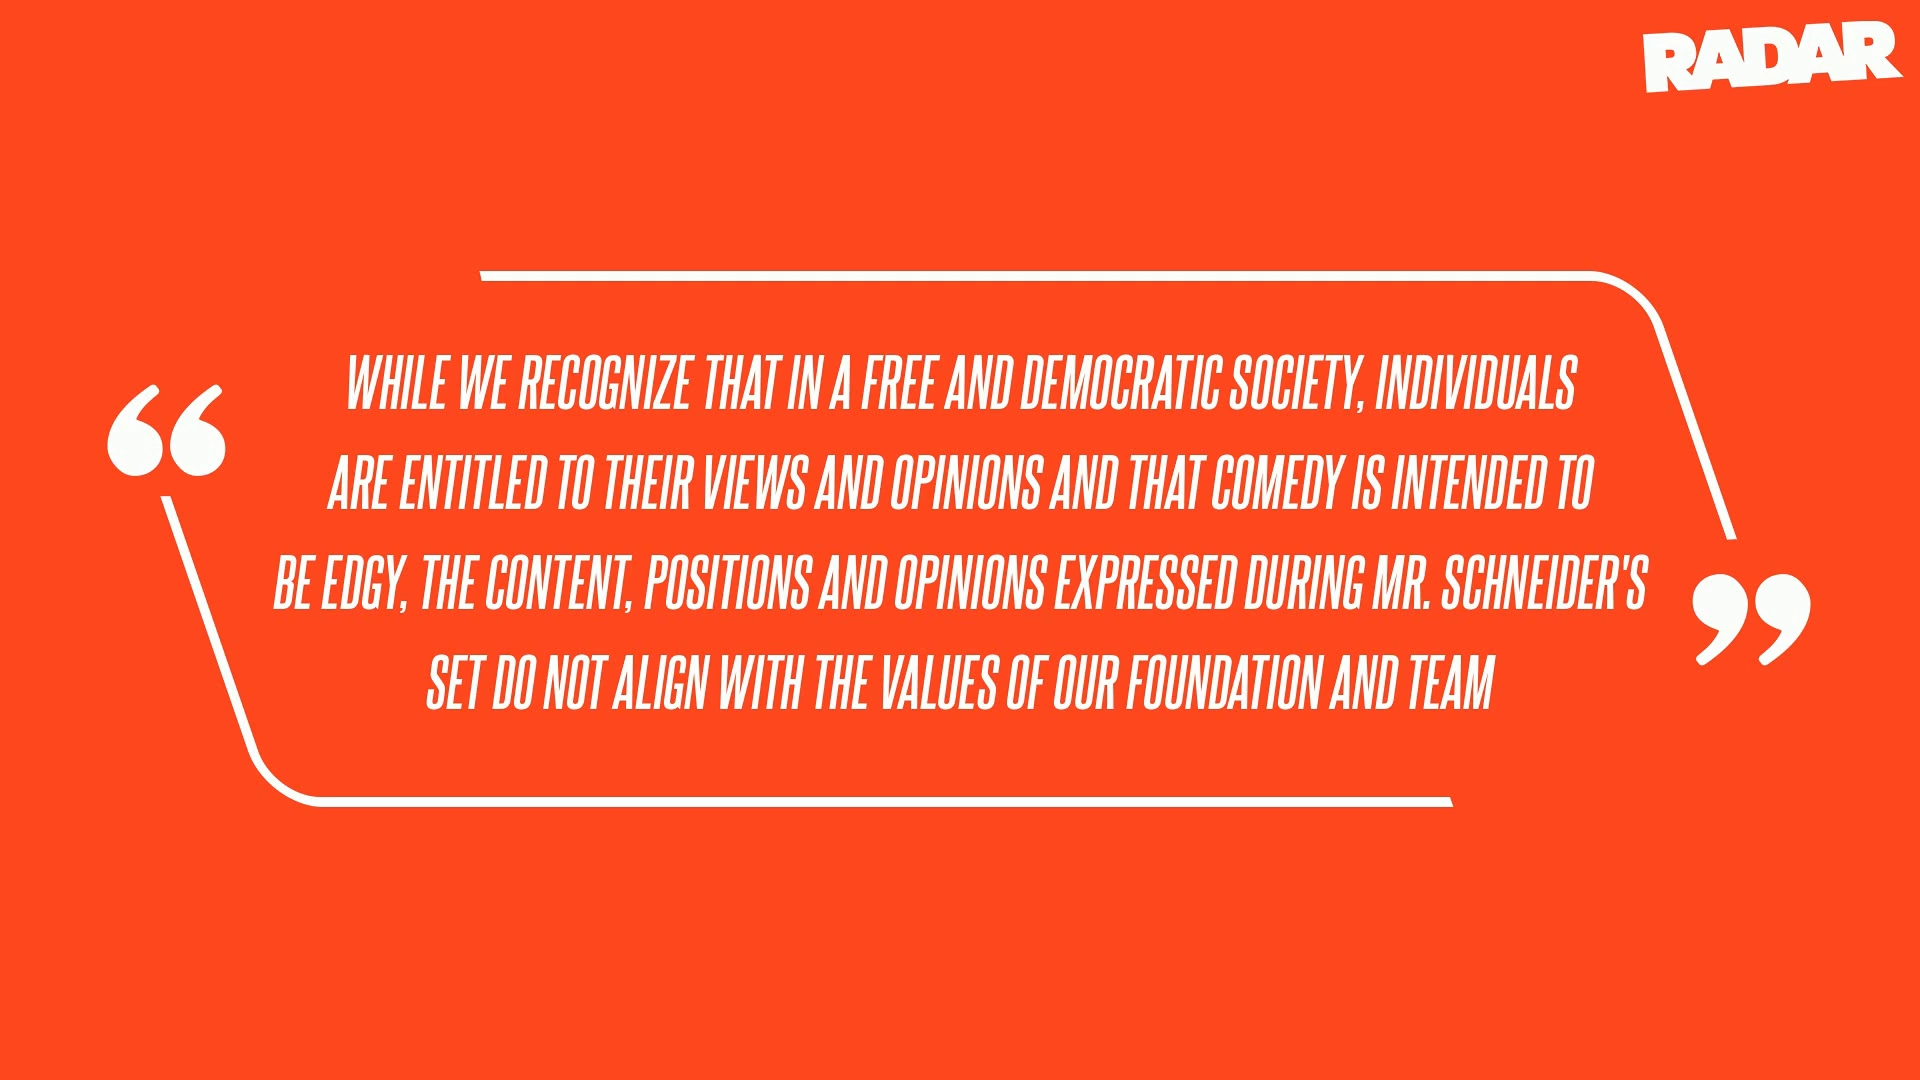 RADAR
“
WHILE WE RECOGNIZE THAT IN A FREE AND DEMOCRATIC SOCIETY, INDIVIDUALS
ARE ENTITLED TO THEIR VIEWS AND OPINIONS AND THAT COMEDY IS INTENDED TO
BE EDGY, THE CONTENT, POSITIONS AND OPINIONS EXPRESSED DURING MR. SCHNEIDER'S
SET DO NOT ALIGN WITH THE VALUES OF OUR FOUNDATION AND TEAM
”